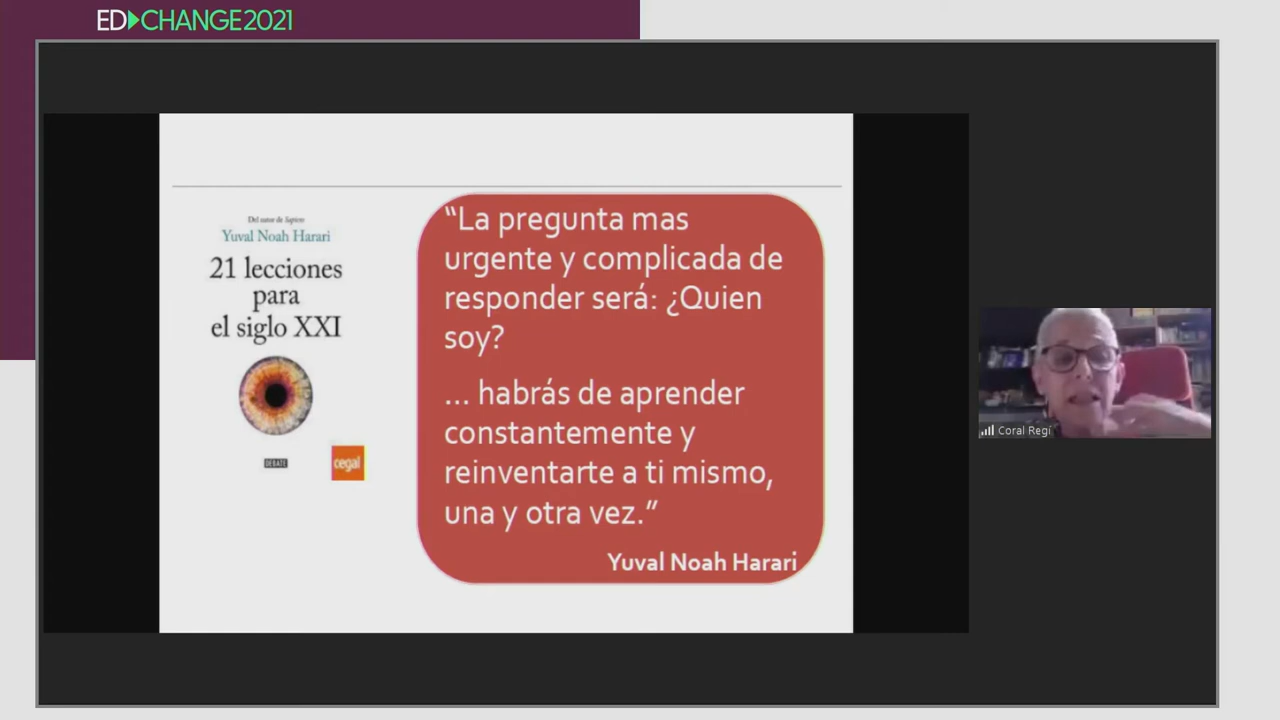 ED▶CHANGE2021
Del autor de Sapiens
Yuval Noah Harari
21 lecciones
para
el siglo XXI
DEBATE
cegal
“La pregunta mas
urgente y complicada de
responder será: ¿Quien
soy?
... habrás de aprender
constantemente y
reinventarte a ti mismo,
una y otra vez.”
Yuval Noah Harari
Coral Regí